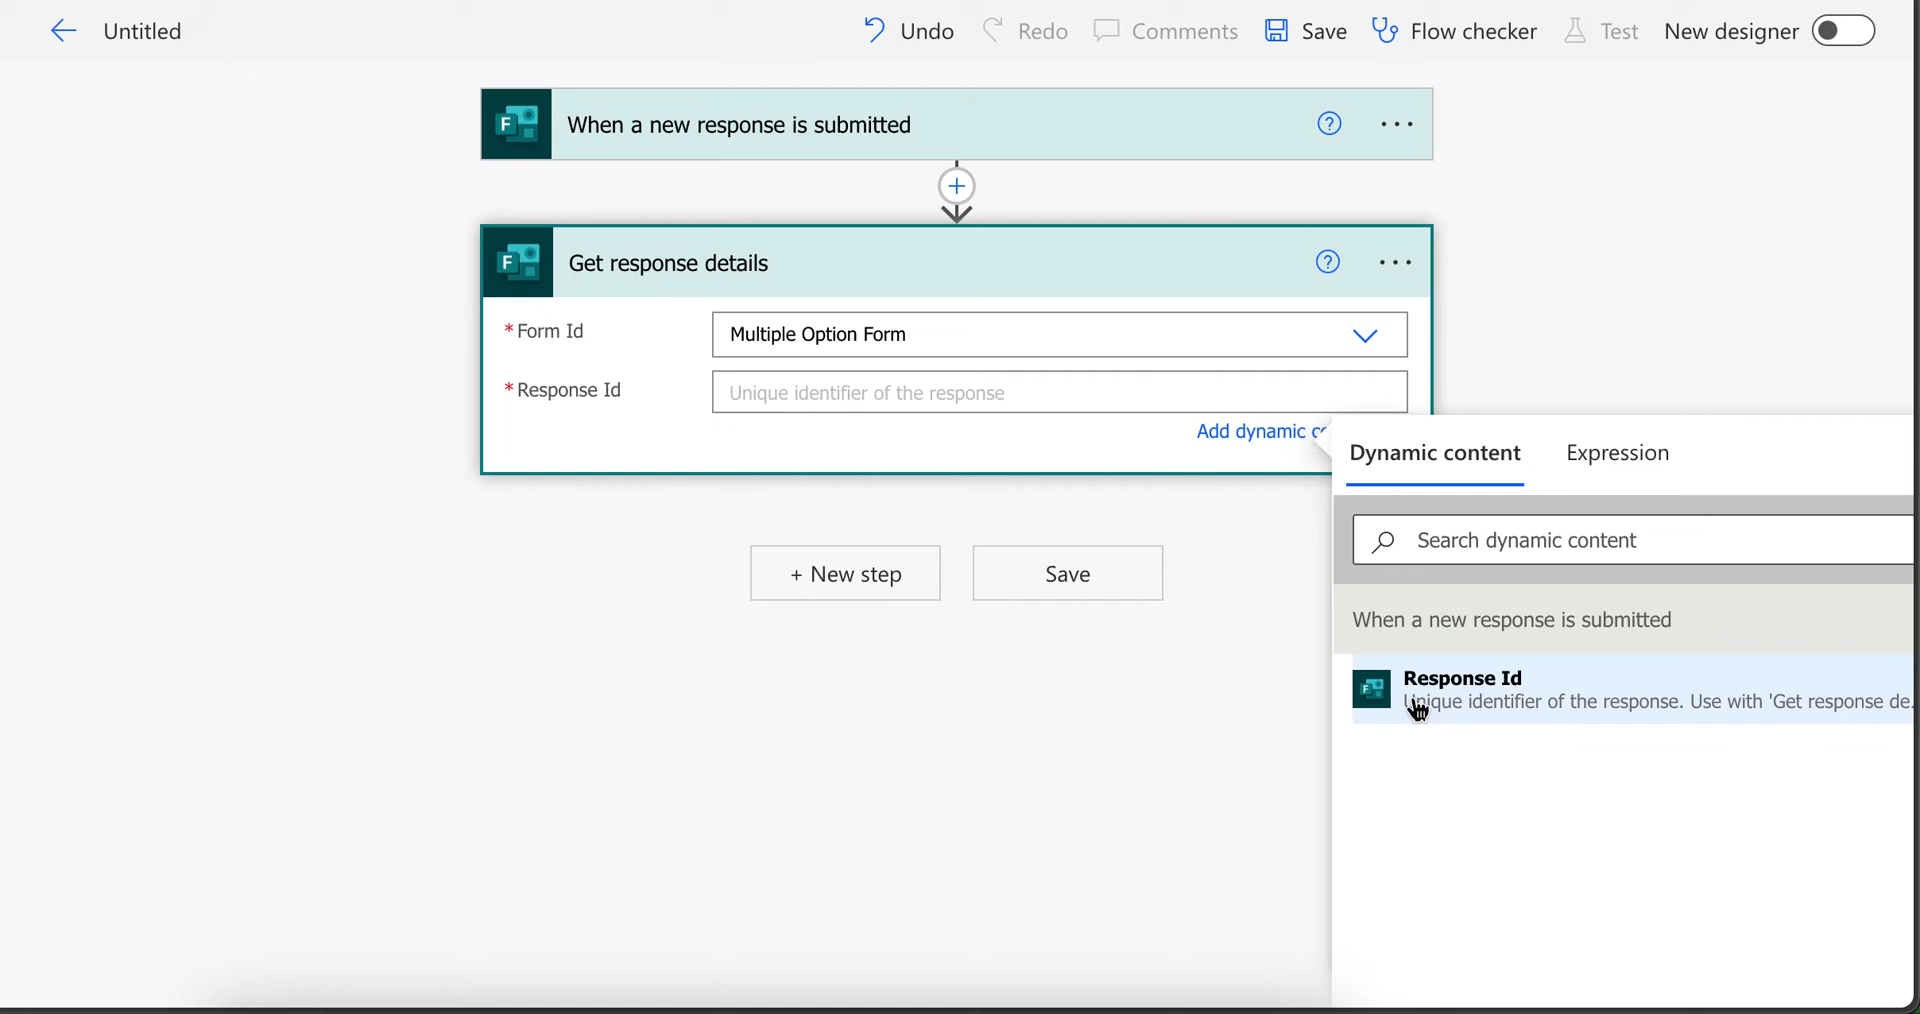 Untitled
Undo
Redo
Comments
Save
Flow checker
Test
New designer
When a new response is submitted
Get response details
* Form Id
Multiple Option Form
* Response Id
Unique identifier of the response
Add dynamic co
+ New step
Save
Dynamic content
Expression
Search dynamic content
When a new response is submitted
Response Id
Unique identifier of the response. Use with 'Get response de...